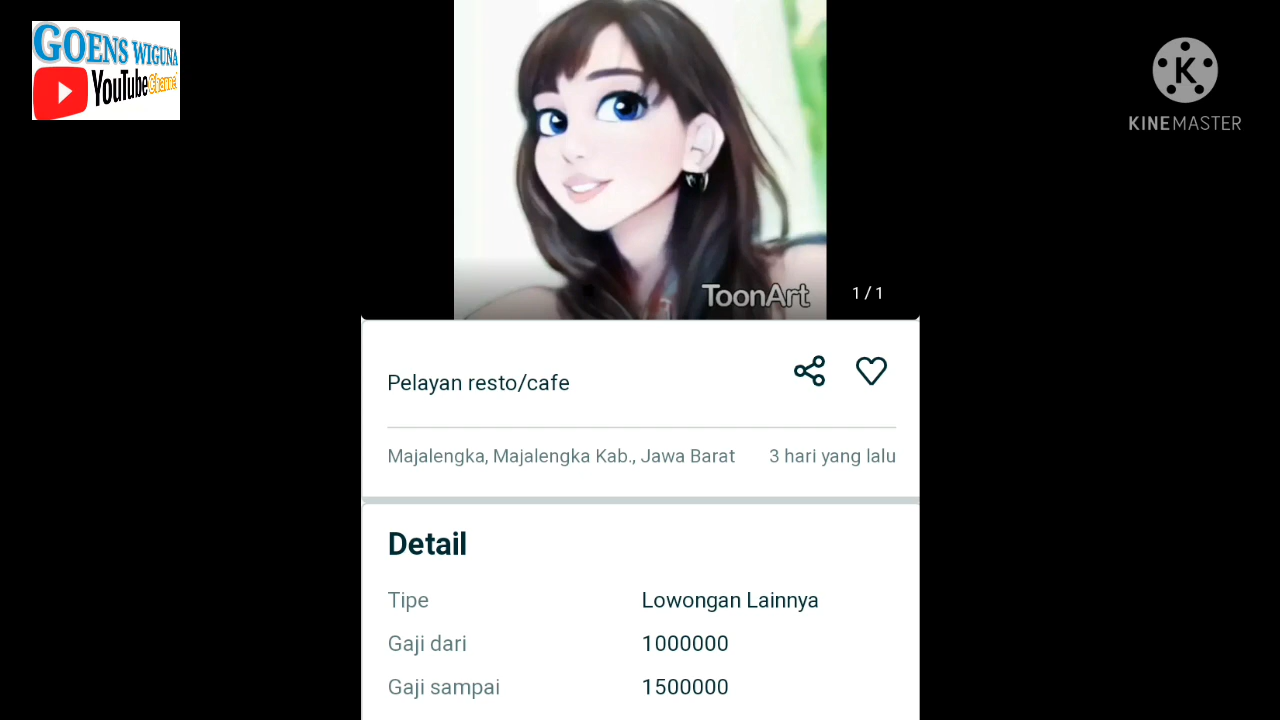 GOENS WIGUNA
YouTube Channel
K
KINEMASTER
ToonArt
1 / 1
Pelayan resto/cafe
Majalengka, Majalengka Kab., Jawa Barat 3 hari yang lalu
Detail
Tipe Lowongan Lainnya
Gaji dari 1000000
Gaji sampai 1500000